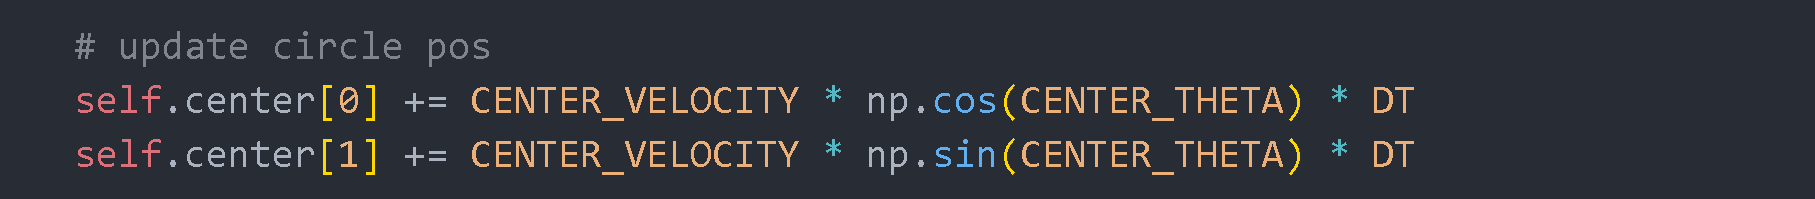 # update circle pos
self.center[0] += CENTER_VELOCITY * np.cos(CENTER_THETA) * DT
self.center[1] += CENTER_VELOCITY * np.sin(CENTER_THETA) * DT